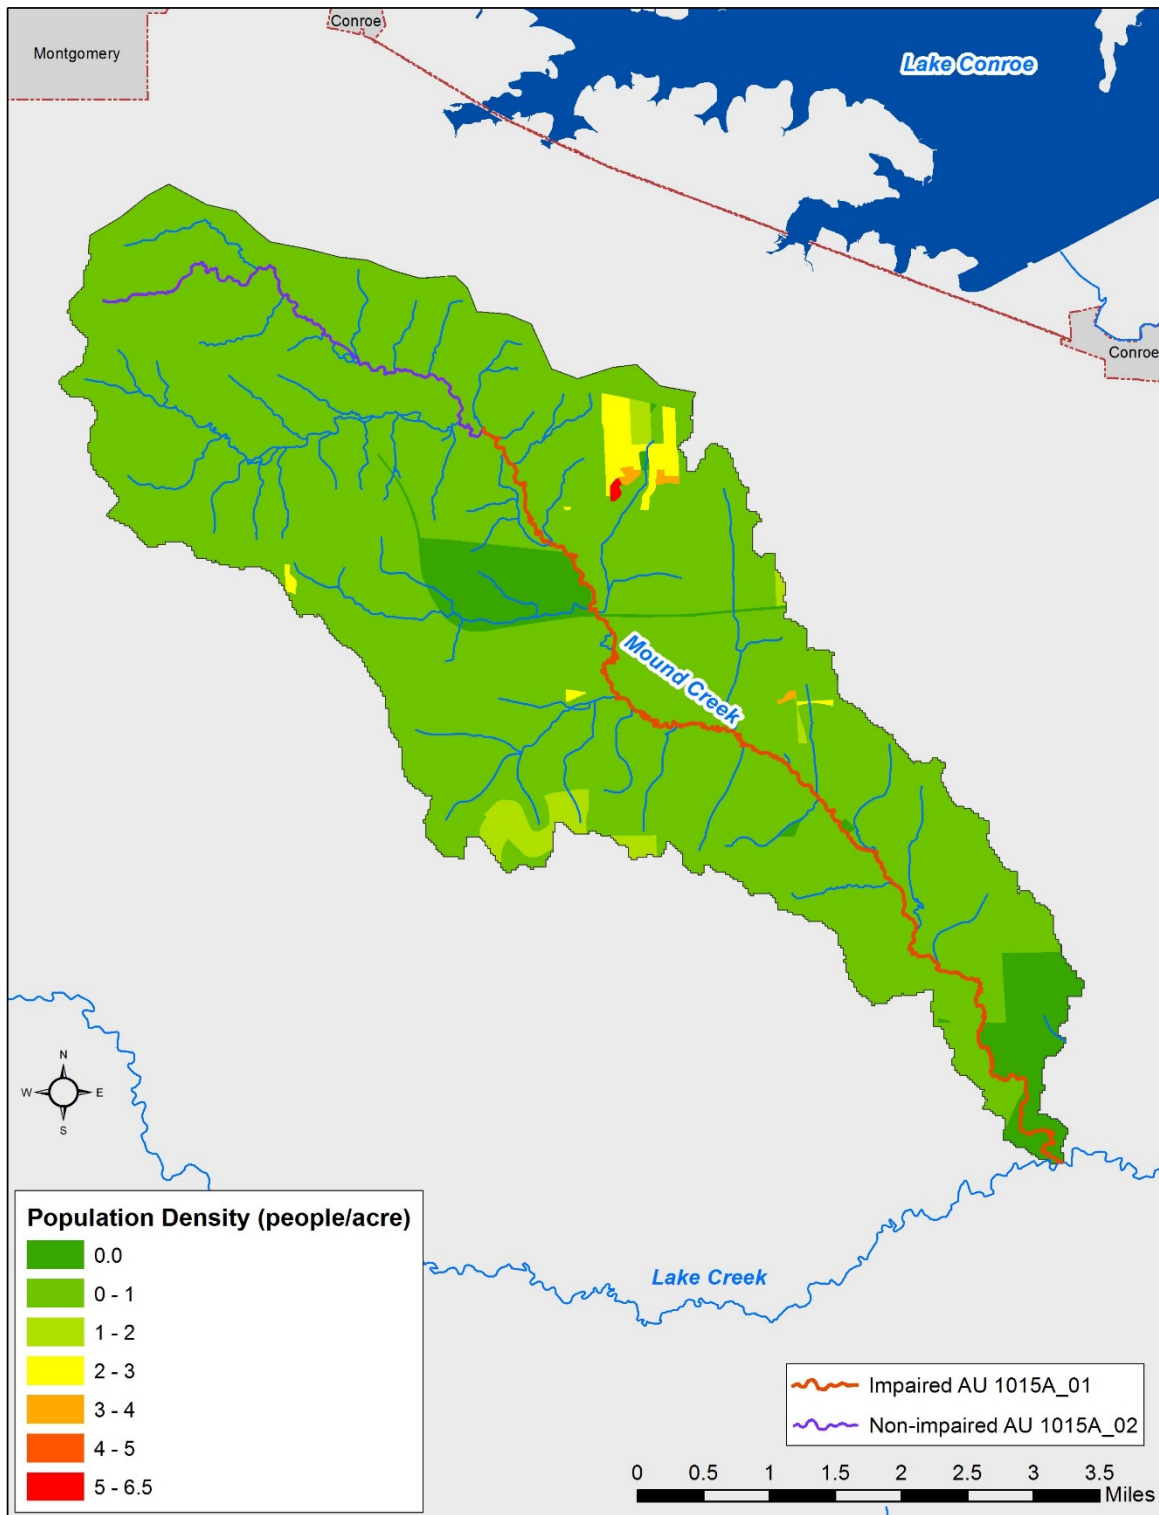 Montgomery
Conroe
Lake Conroe
Conroe
Mound Creek
N
W
E
S
Lake Creek
Population Density (people/acre)
0.0
0 - 1
1 - 2
2 - 3
3 - 4
4 - 5
5 - 6.5
Impaired AU 1015A_01
Non-impaired AU 1015A_02
0 0.5 1 1.5 2 2.5 3 3.5
Miles